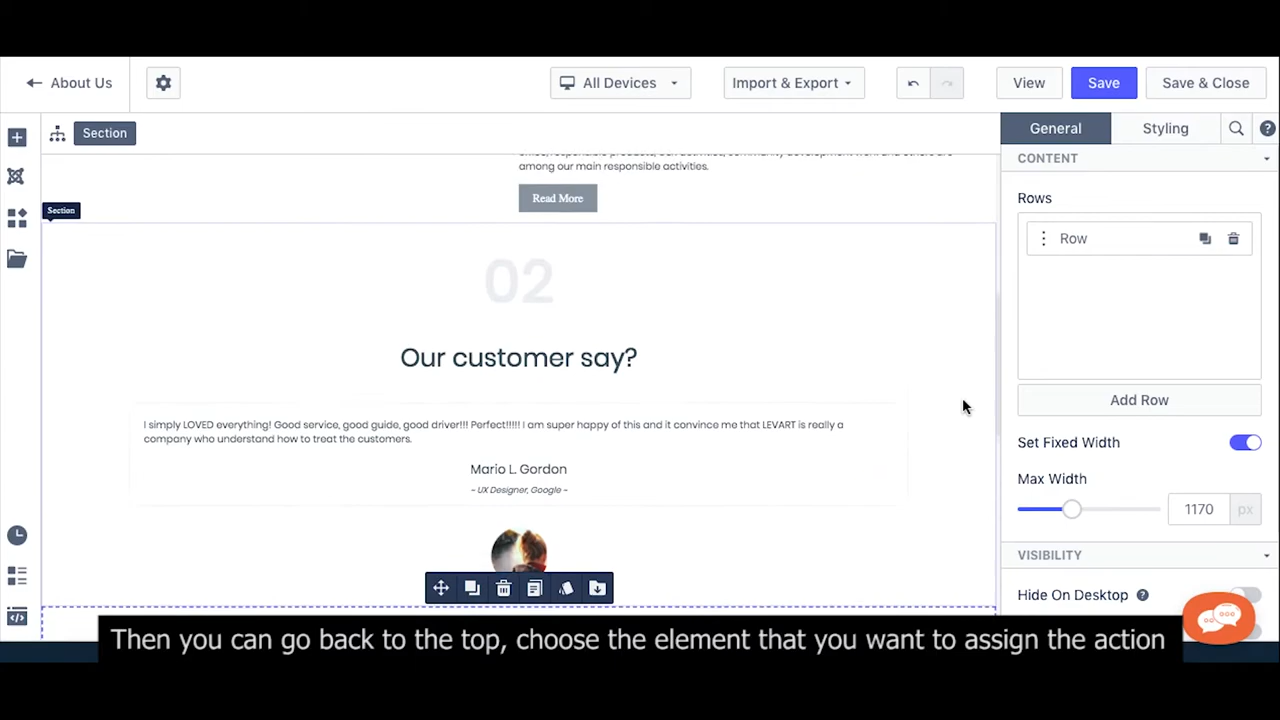 About Us
All Devices
Import & Export
View
Save
Save & Close
Section
General
Styling
CONTENT
among our main responsible activities.
Read More
Section
Rows
Row
02
Our customer say?
Add Row
I simply LOVED everything! Good service, good guide, good driver!!! Perfect!!!!! I am super happy of this and it convince me that LEVART is really a
company who understand how to treat the customers.
Set Fixed Width
Mario L. Gordon
Max Width
~ UX Designer, Google ~
1170
px
VISIBILITY
Hide On Desktop
Then you can go back to the top, choose the element that you want to assign the action